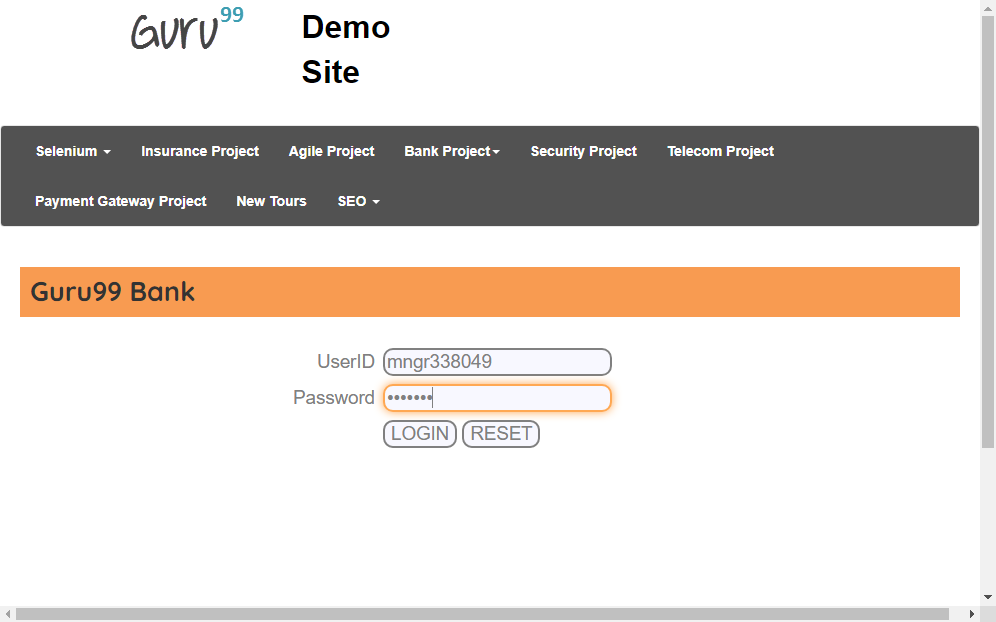 Guru99
Demo
Site
Selenium Insurance Project Agile Project Bank Project Security Project Telecom Project
Payment Gateway Project New Tours SEO
Guru99 Bank
UserID mngr338049
Password •••••••
LOGIN RESET